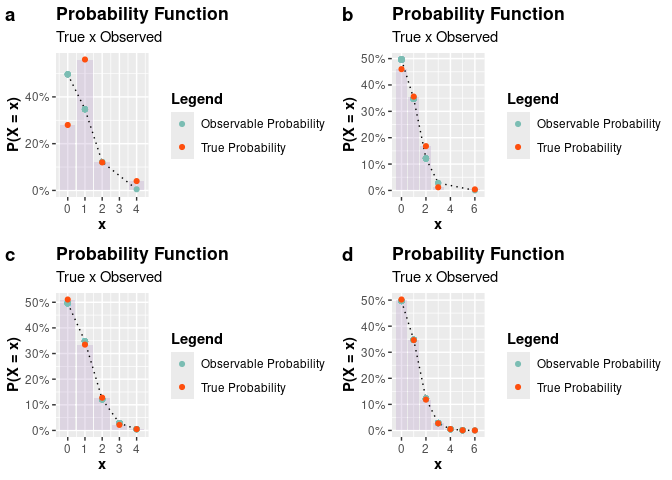 a
Probability Function
True x Observed
P(X = x)
40%
20%
0%
0 1 2 3 4
x
Legend
Observable Probability
True Probability
b
Probability Function
True x Observed
P(X = x)
50%
40%
30%
20%
10%
0%
0 2 4 6
x
Legend
Observable Probability
True Probability
c
Probability Function
True x Observed
P(X = x)
50%
40%
30%
20%
10%
0%
0 1 2 3 4
x
Legend
Observable Probability
True Probability
d
Probability Function
True x Observed
P(X = x)
50%
40%
30%
20%
10%
0%
0 2 4 6
x
Legend
Observable Probability
True Probability